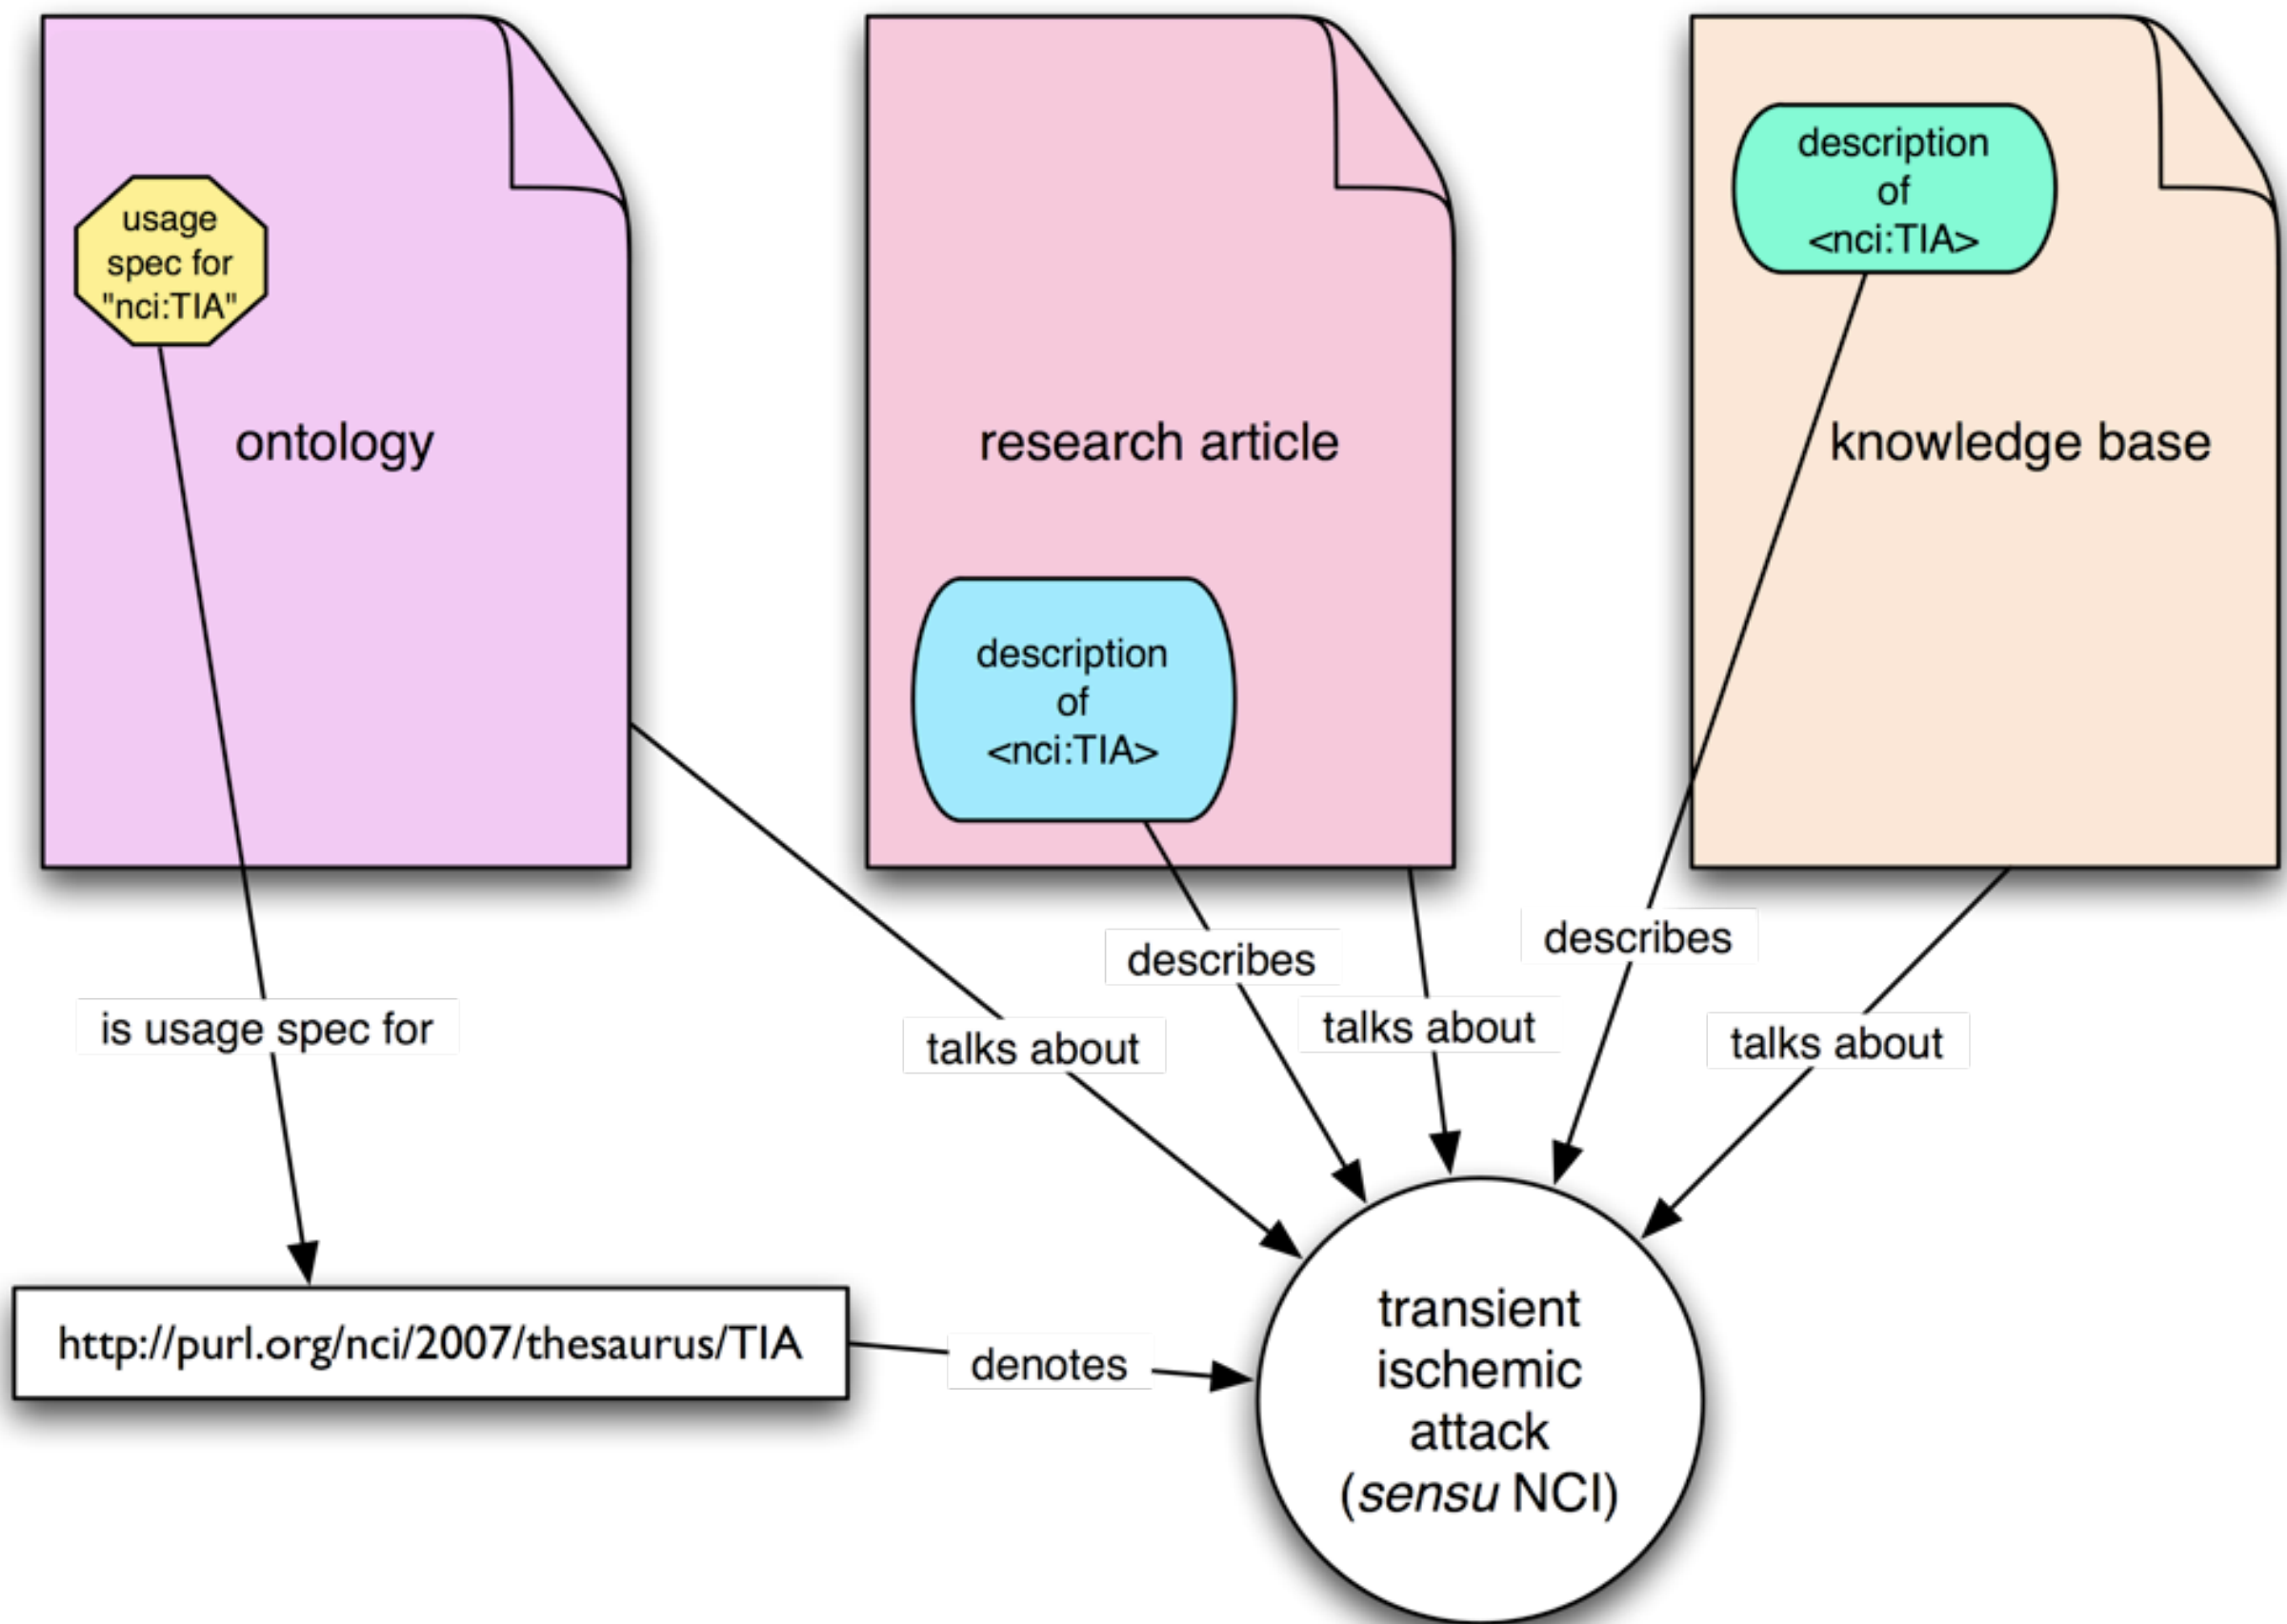 usage
spec for
"nci:TIA"
ontology
research article
description
of
<nci:TIA>
description
of
<nci:TIA>
knowledge base
is usage spec for
talks about
describes
talks about
describes
talks about
http://purl.org/nci/2007/thesaurus/TIA
denotes
transient
ischemic
attack
(sensu NCI)